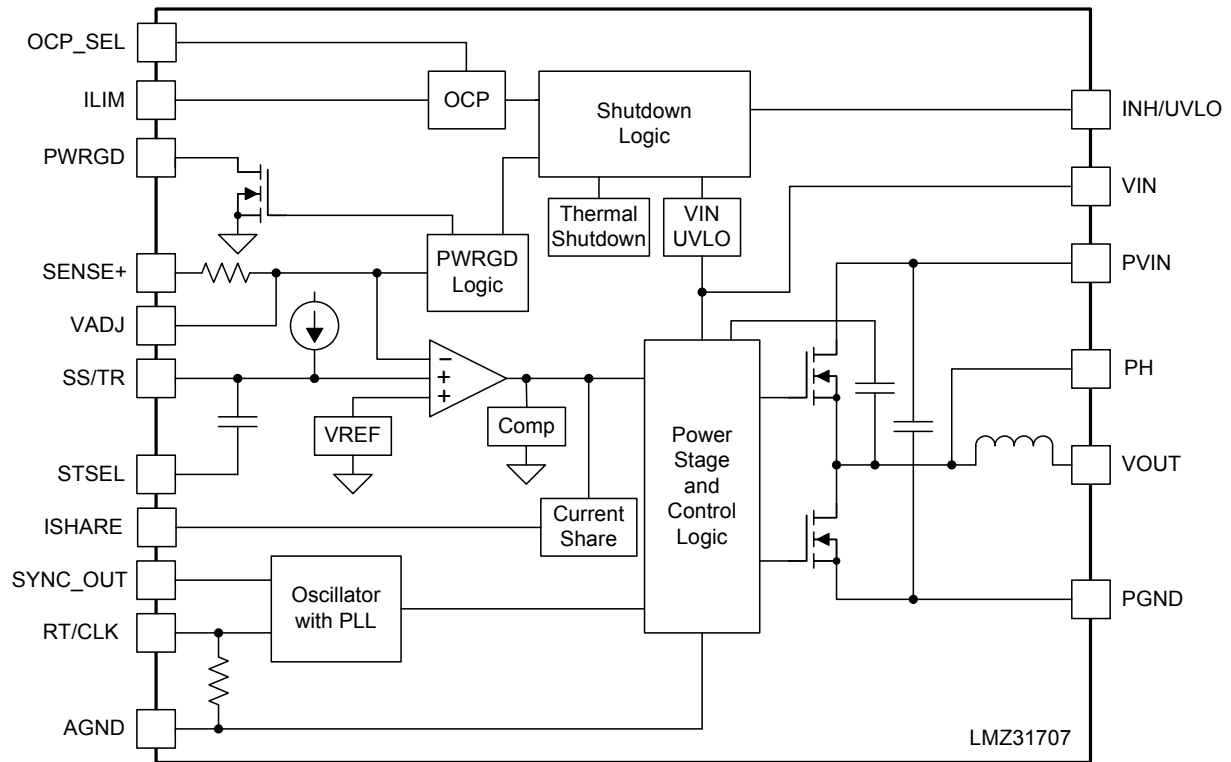 OCP_SEL
ILIM
PWRGD
SENSE+
VADJ
SS/TR
STSEL
ISHARE
SYNC_OUT
RT/CLK
AGND
OCP
Shutdown
Logic
Thermal
Shutdown
VIN
UVLO
PWRGD
Logic
−
+
+
VREF
Comp
Current
Share
Oscillator
with PLL
Power
Stage
and
Control
Logic
INH/UVLO
VIN
PVIN
PH
VOUT
PGND
LMZ31707